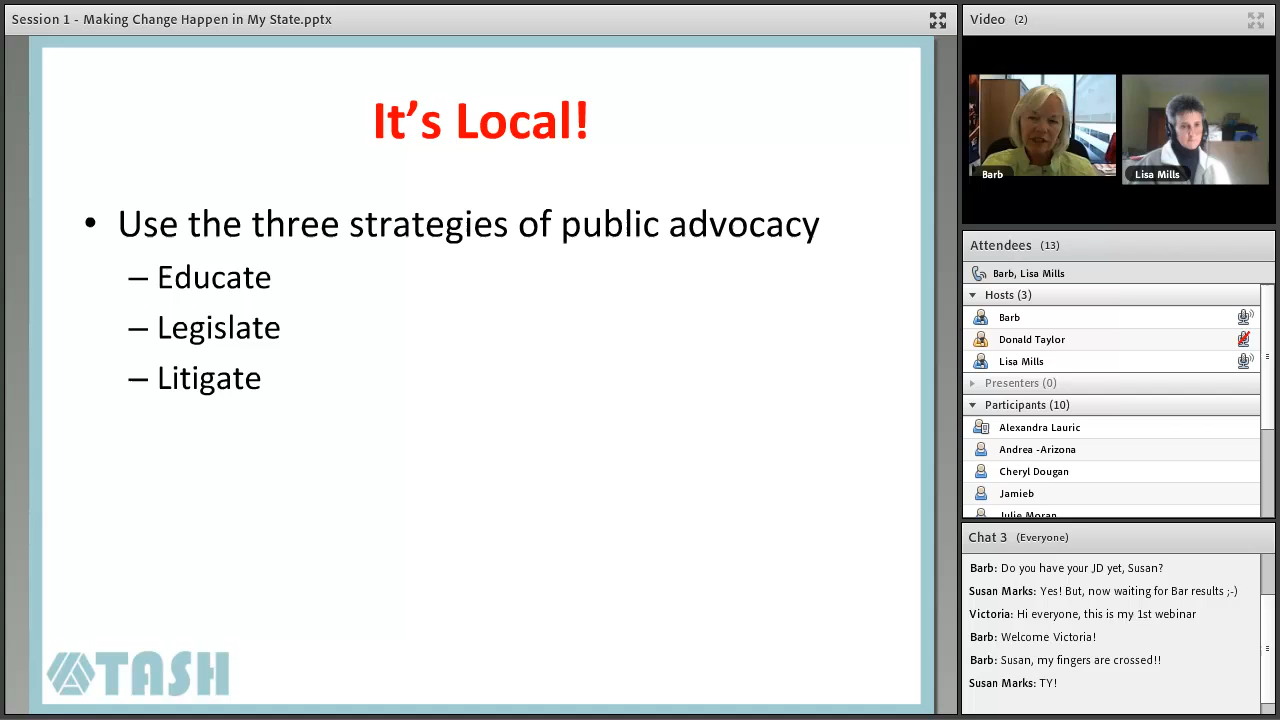 Session 1 - Making Change Happen in My State.pptx
It’s Local!
• Use the three strategies of public advocacy
– Educate
– Legislate
– Litigate
TASH
Video (2)
Barb
Lisa Mills
Attendees (13)
Barb, Lisa Mills
Hosts (3)
Barb
Donald Taylor
Lisa Mills
Presenters (0)
Participants (10)
Alexandra Lauric
Andrea -Arizona
Cheryl Dougan
Jamieb
Julie Moran
Chat 3 (Everyone)
Barb: Do you have your JD yet, Susan?
Susan Marks: Yes! But, now waiting for Bar results ;-)
Victoria: Hi everyone, this is my 1st webinar
Barb: Welcome Victoria!
Barb: Susan, my fingers are crossed!!
Susan Marks: TY!